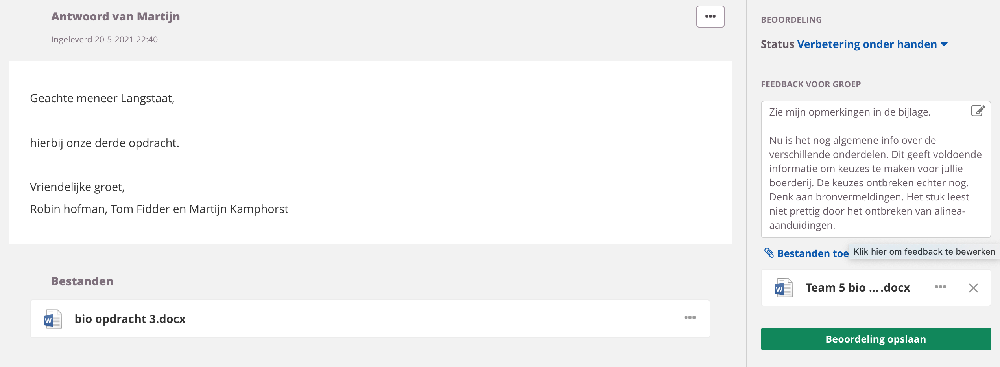 Antwoord van Martijn
Ingeleverd 20-5-2021 22:40
Geachte meneer Langstaat,
hierbij onze derde opdracht.
Vriendelijke groet,
Robin hofman, Tom Fidder en Martijn Kamphorst
Bestanden
bio opdracht 3.docx
BEOORDELING
Status Verbetering onder handen
FEEDBACK VOOR GROEP
Zie mijn opmerkingen in de bijlage.
Nu is het nog algemene info over de
verschillende onderdelen. Dit geeft voldoende
informatie om keuzes te maken voor jullie
boerderij. De keuzes ontbreken echter nog.
Denk aan bronvermeldingen. Het stuk leest
niet prettig door het ontbreken van alinea-
aanduidingen.
Bestanden
Klik hier om feedback te bewerken
Team 5 bio ... .docx
Beoordeling opslaan